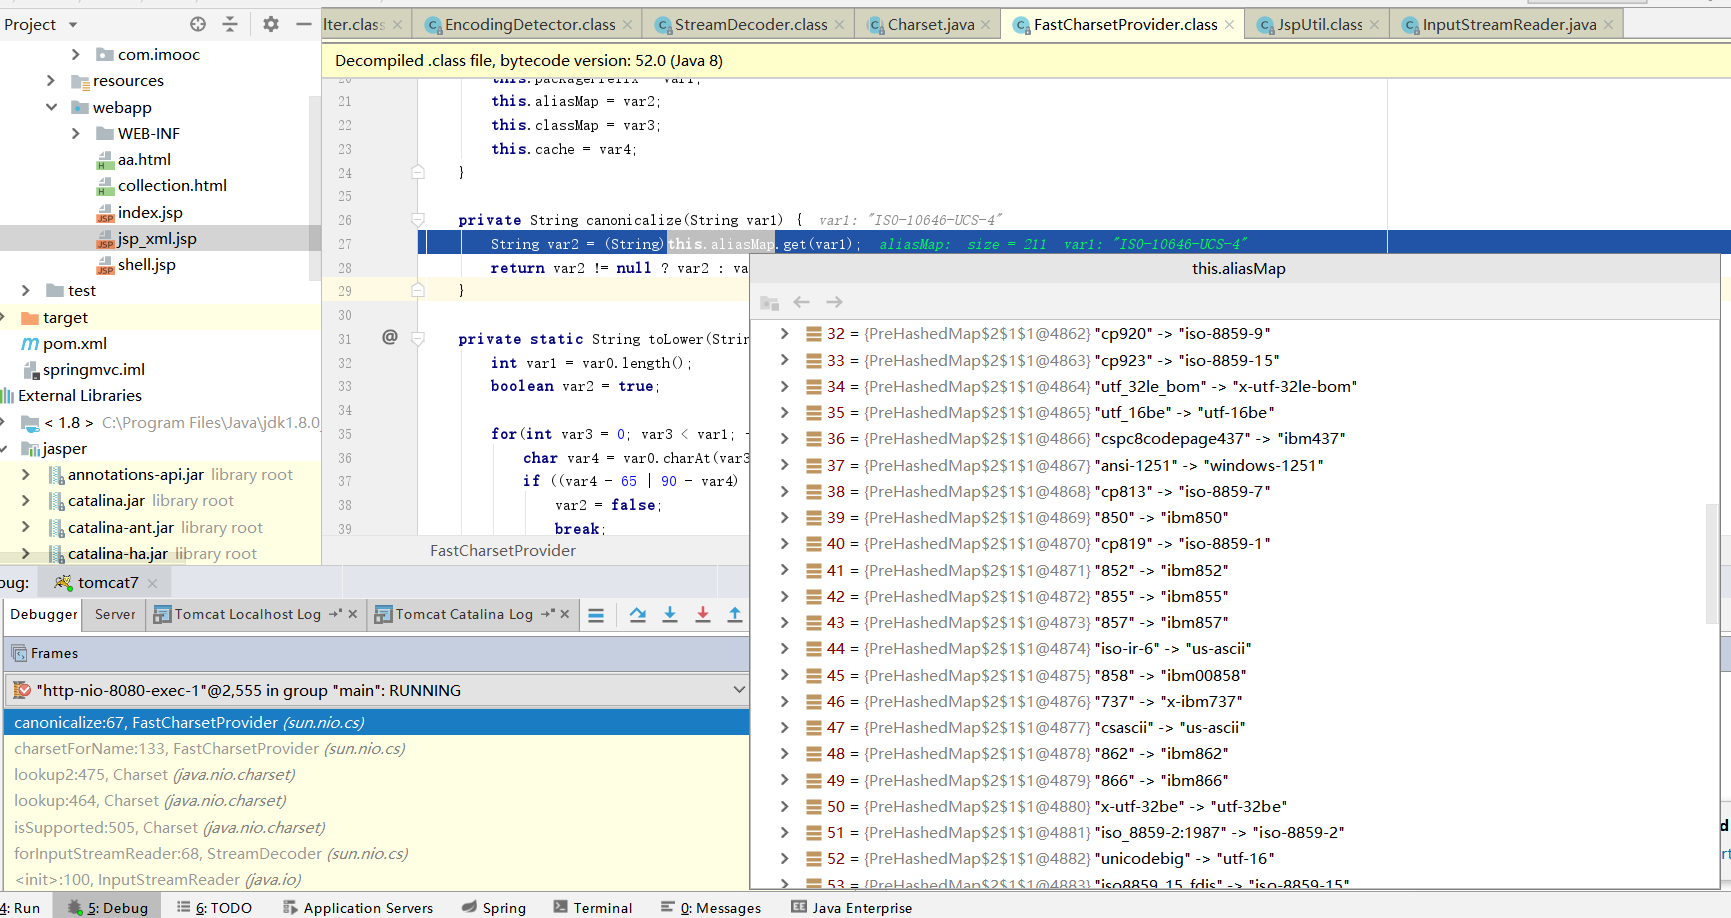 Project
lter.class
EncodingDetector.class
StreamDecoder.class
Charset.java
FastCharsetProvider.class
JspUtil.class
InputStreamReader.java
com.imooc
resources
webapp
WEB-INF
aa.html
collection.html
index.jsp
jsp_xml.jsp
shell.jsp
test
target
pom.xml
springmvc.iml
External Libraries
< 1.8 > C:\Program Files\Java\jdk1.8.0
jasper
annotations-api.jar library root
catalina.jar library root
catalina-ant.jar library root
catalina-ha.jar library root
Decompiled .class file, bytecode version: 52.0 (Java 8)
20 this.packagePrefix = var1;
21 this.aliasMap = var2;
22 this.classMap = var3;
23 this.cache = var4;
24 }
25
26 private String canonicalize(String var1) { var1: "ISO-10646-UCS-4"
27 String var2 = (String)this.aliasMap.get(var1); aliasMap: size = 211 var1: "ISO-10646-UCS-4"
28 return var2 != null ? var2 : va
29 }
30
31 @ private static String toLower(Strin
32 int var1 = var0.length();
33 boolean var2 = true;
34
35 for(int var3 = 0; var3 < var1; +
36 char var4 = var0.charAt(var3
37 if ((var4 - 65 | 90 - var4)
38 var2 = false;
39 break;
FastCharsetProvider
this.aliasMap
32 = {PreHashedMap$2$1$1@4862} "cp920" -> "iso-8859-9"
33 = {PreHashedMap$2$1$1@4863} "cp923" -> "iso-8859-15"
34 = {PreHashedMap$2$1$1@4864} "utf_32le_bom" -> "x-utf-32le-bom"
35 = {PreHashedMap$2$1$1@4865} "utf_16be" -> "utf-16be"
36 = {PreHashedMap$2$1$1@4866} "cspc8codepage437" -> "ibm437"
37 = {PreHashedMap$2$1$1@4867} "ansi-1251" -> "windows-1251"
38 = {PreHashedMap$2$1$1@4868} "cp813" -> "iso-8859-7"
39 = {PreHashedMap$2$1$1@4869} "850" -> "ibm850"
40 = {PreHashedMap$2$1$1@4870} "cp819" -> "iso-8859-1"
41 = {PreHashedMap$2$1$1@4871} "852" -> "ibm852"
42 = {PreHashedMap$2$1$1@4872} "855" -> "ibm855"
43 = {PreHashedMap$2$1$1@4873} "857" -> "ibm857"
44 = {PreHashedMap$2$1$1@4874} "iso-ir-6" -> "us-ascii"
45 = {PreHashedMap$2$1$1@4875} "858" -> "ibm00858"
46 = {PreHashedMap$2$1$1@4876} "737" -> "x-ibm737"
47 = {PreHashedMap$2$1$1@4877} "csascii" -> "us-ascii"
48 = {PreHashedMap$2$1$1@4878} "862" -> "ibm862"
49 = {PreHashedMap$2$1$1@4879} "866" -> "ibm866"
50 = {PreHashedMap$2$1$1@4880} "x-utf-32be" -> "utf-32be"
51 = {PreHashedMap$2$1$1@4881} "iso_8859-2:1987" -> "iso-8859-2"
52 = {PreHashedMap$2$1$1@4882} "unicodebig" -> "utf-16"
53 = {PreHashedMap$2$1$1@4883} "iso8859_15_fdis" -> "iso-8859-15"
bug: tomcat7
Debugger
Server
Tomcat Localhost Log
Tomcat Catalina Log
Frames
"http-nio-8080-exec-1"@2,555 in group "main": RUNNING
canonicalize:67, FastCharsetProvider (sun.nio.cs)
charsetForName:133, FastCharsetProvider (sun.nio.cs)
lookup2:475, Charset (java.nio.charset)
lookup:464, Charset (java.nio.charset)
isSupported:505, Charset (java.nio.charset)
forInputStreamReader:68, StreamDecoder (sun.nio.cs)
<init>:100, InputStreamReader (java.io)
4: Run
5: Debug
6: TODO
Application Servers
Spring
Terminal
0: Messages
Java Enterprise